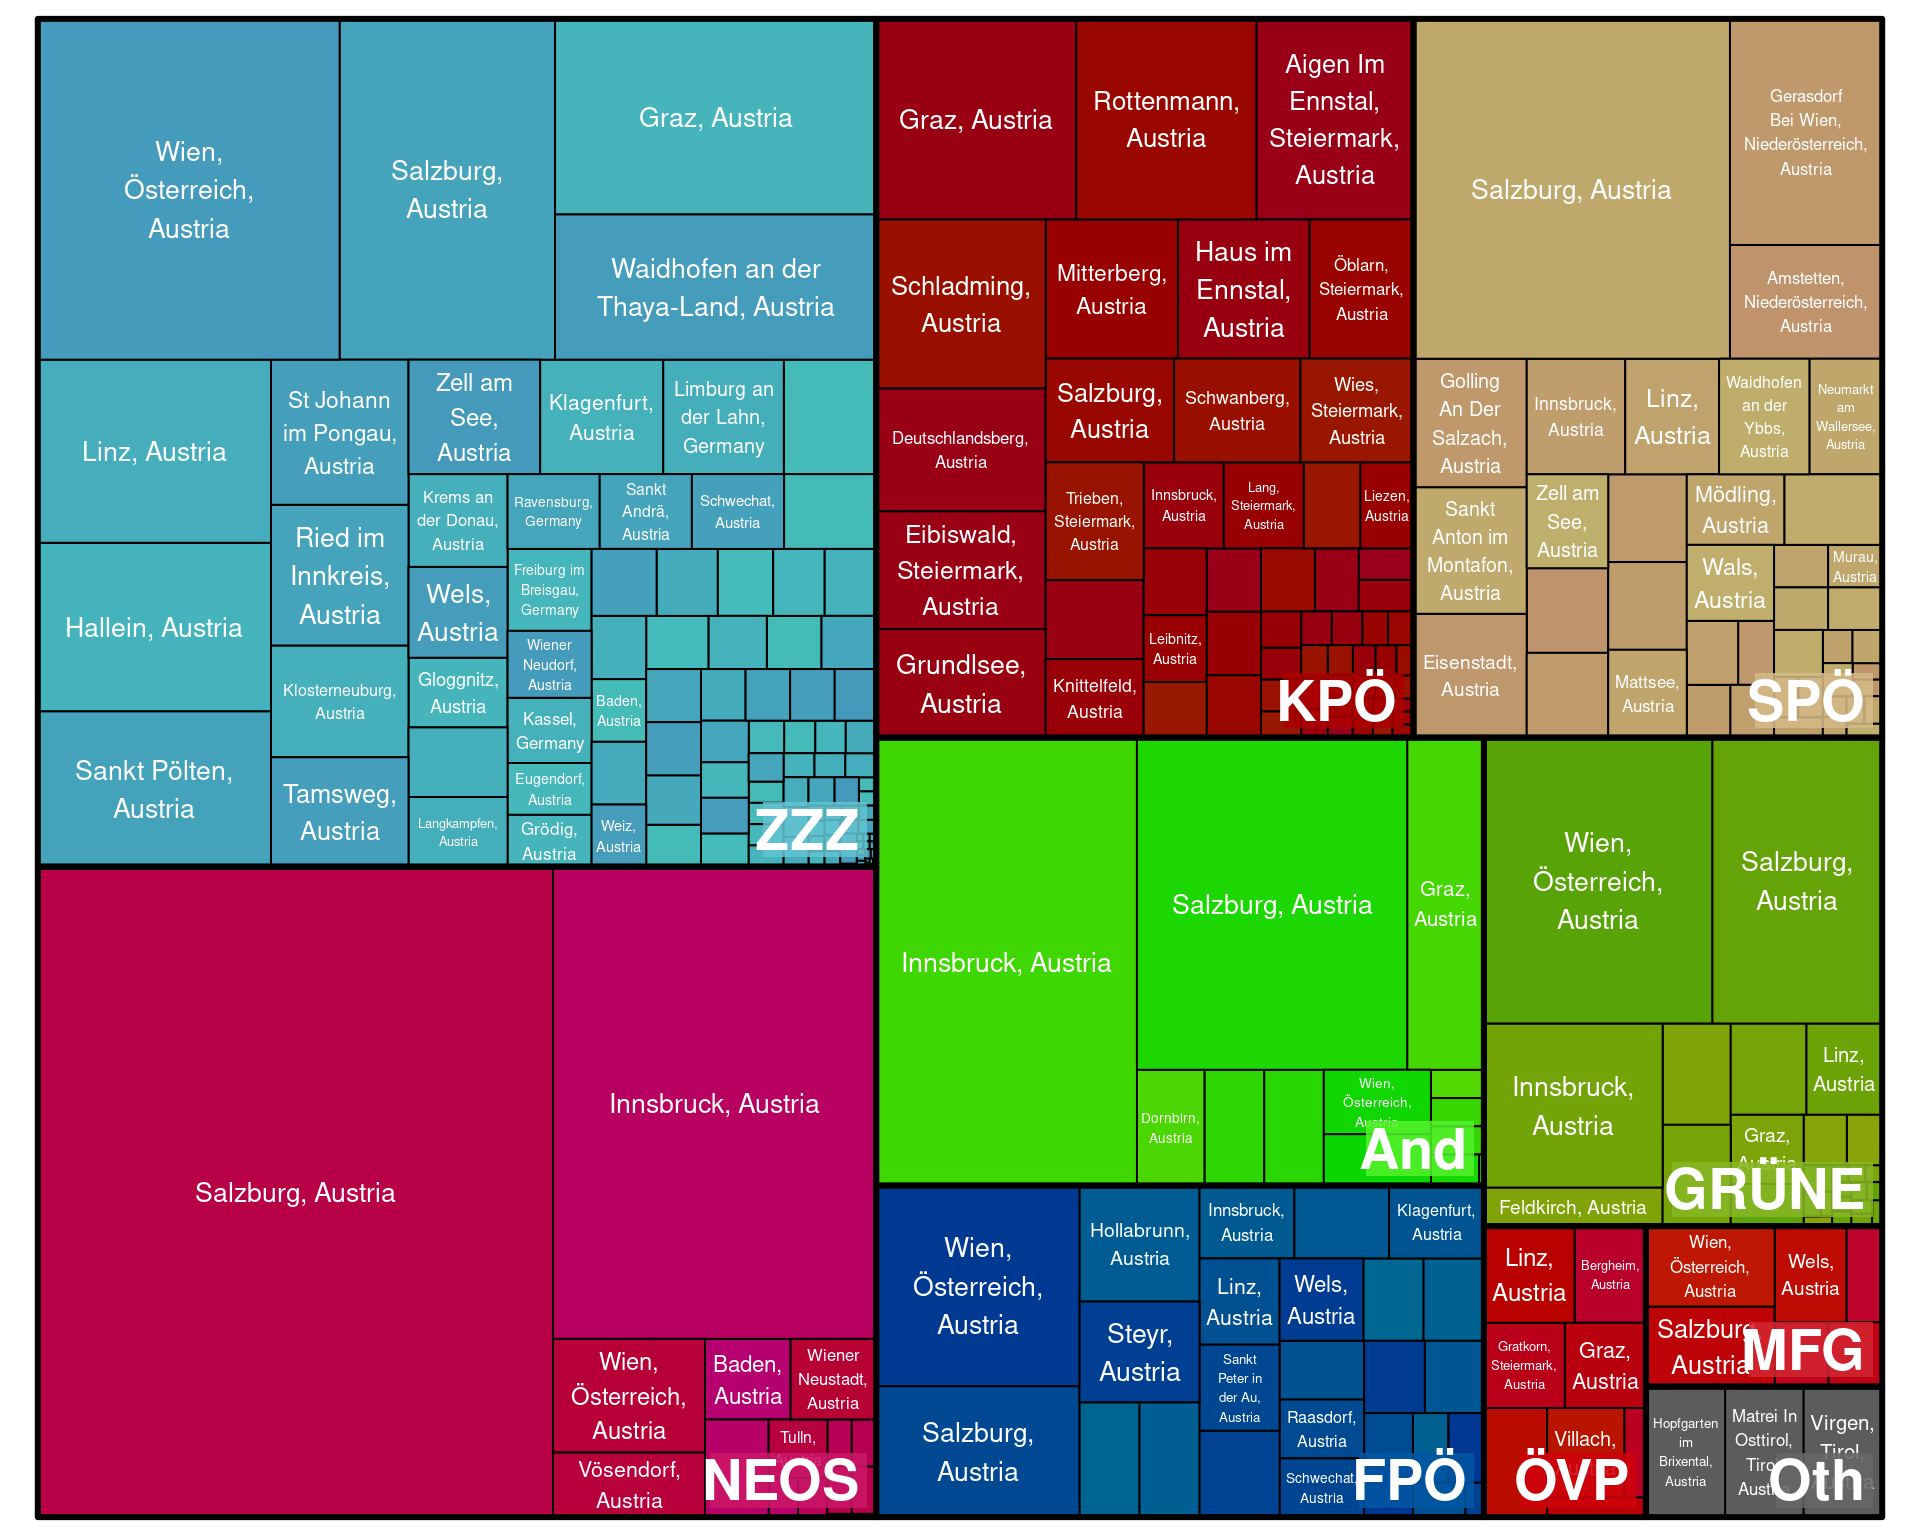 Wien,
Österreich,
Austria
Salzburg,
Austria
Graz, Austria
Waidhofen an der
Thaya-Land, Austria
Linz, Austria
Hallein, Austria
Sankt Pölten,
Austria
St Johann
im Pongau,
Austria
Ried im
Innkreis,
Austria
Klosterneuburg,
Austria
Tamsweg,
Austria
Zell am
See,
Austria
Klagenfurt,
Austria
Limburg an
der Lahn,
Germany
Krems an
der Donau,
Austria
Ravensburg,
Germany
Sankt
Andrä,
Austria
Schwechat,
Austria
Wels,
Austria
Freiburg im
Breisgau,
Germany
Wiener
Neudorf,
Austria
Gloggnitz,
Austria
Kassel,
Germany
Baden,
Austria
Eugendorf,
Austria
Langkampfen,
Austria
Grödig,
Austria
Weiz,
Austria
ZZZ
Graz, Austria
Rottenmann,
Austria
Aigen Im
Ennstal,
Steiermark,
Austria
Schladming,
Austria
Mitterberg,
Austria
Haus im
Ennstal,
Austria
Öblarn,
Steiermark,
Austria
Deutschlandsberg,
Austria
Salzburg,
Austria
Schwanberg,
Austria
Wies,
Steiermark,
Austria
Eibiswald,
Steiermark,
Austria
Trieben,
Steiermark,
Austria
Innsbruck,
Austria
Lang,
Steiermark,
Austria
Liezen,
Austria
Grundlsee,
Austria
Knittelfeld,
Austria
Leibnitz,
Austria
KPÖ
Salzburg, Austria
Gerasdorf
Bei Wien,
Niederösterreich,
Austria
Amstetten,
Niederösterreich,
Austria
Golling
An Der
Salzach,
Austria
Innsbruck,
Austria
Linz,
Austria
Waidhofen
an der
Ybbs,
Austria
Neumarkt
am
Wallersee,
Austria
Sankt
Anton im
Montafon,
Austria
Zell am
See,
Austria
Mödling,
Austria
Wals,
Austria
Murau,
Austria
Eisenstadt,
Austria
Mattsee,
Austria
SPÖ
Salzburg, Austria
Innsbruck, Austria
Wien,
Österreich,
Austria
Baden,
Austria
Wiener
Neustadt,
Austria
Vösendorf,
Austria
Tulln,
NEOS
Innsbruck, Austria
Salzburg, Austria
Graz,
Austria
Dornbirn,
Austria
Wien,
Österreich,
Austria
And
Wien,
Österreich,
Austria
Salzburg,
Austria
Innsbruck,
Austria
Linz,
Austria
Graz,
Austria
Feldkirch, Austria
GRÜNE
Wien,
Österreich,
Austria
Salzburg,
Austria
Hollabrunn,
Austria
Steyr,
Austria
Innsbruck,
Austria
Klagenfurt,
Austria
Linz,
Austria
Wels,
Austria
Sankt
Peter in
der Au,
Austria
Raasdorf,
Austria
Schwechat,
Austria
FPÖ
Linz,
Austria
Bergheim,
Austria
Gratkorn,
Steiermark,
Austria
Graz,
Austria
Villach,
ÖVP
Wien,
Österreich,
Austria
Wels,
Austria
Salzburg,
Austria
MFG
Hopfgarten
im
Brixental,
Austria
Matrei In
Osttirol,
Tirol,
Austria
Virgen,
Tirol,
Oth